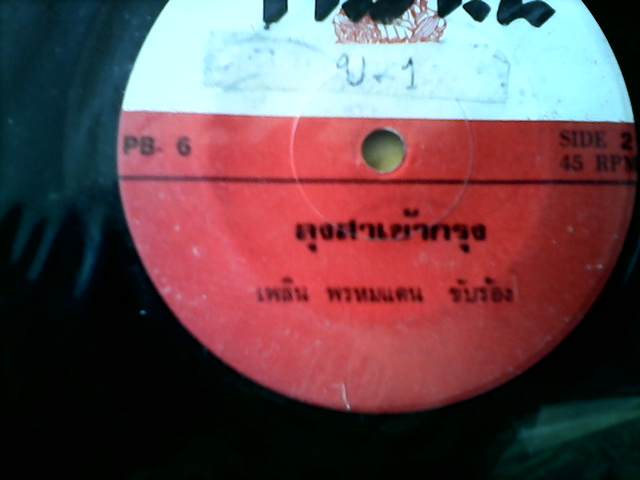 บ-1
PB- 6
SIDE 2
45 RPM
ลุงสาเข้ากรุง
เพลิน พรหมแดน ขับร้อง